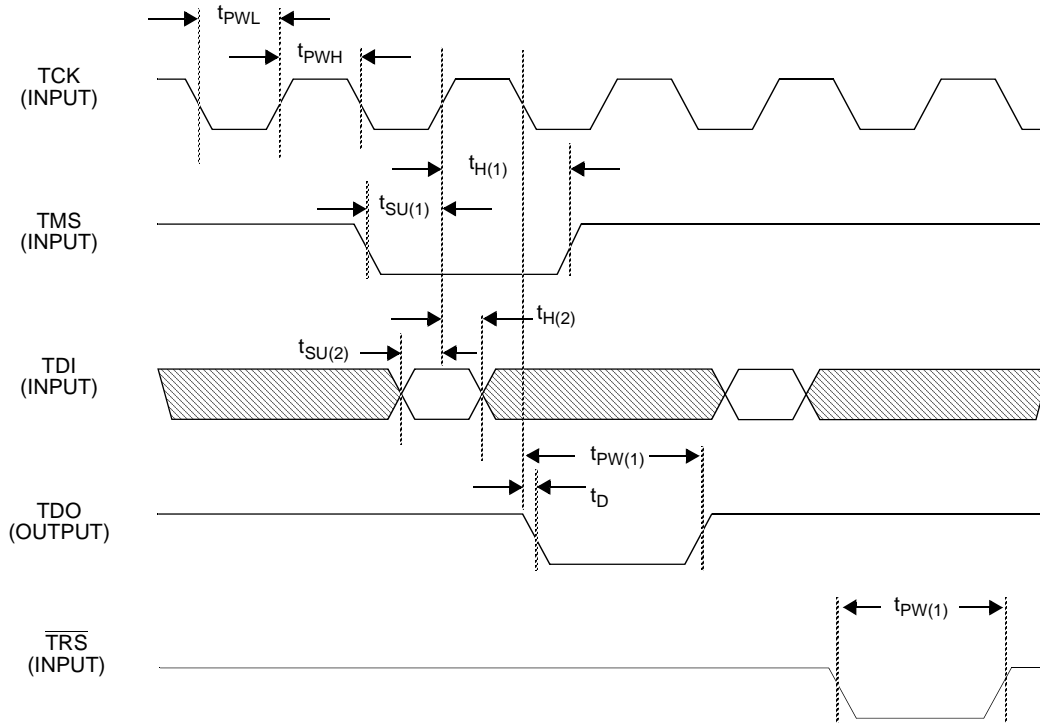 tPWL
tPWH
TCK
(INPUT)
tH(1)
tSU(1)
TMS
(INPUT)
tH(2)
tSU(2)
TDI
(INPUT)
tPW(1)
tD
TDO
(OUTPUT)
tPW(1)
TRS
(INPUT)